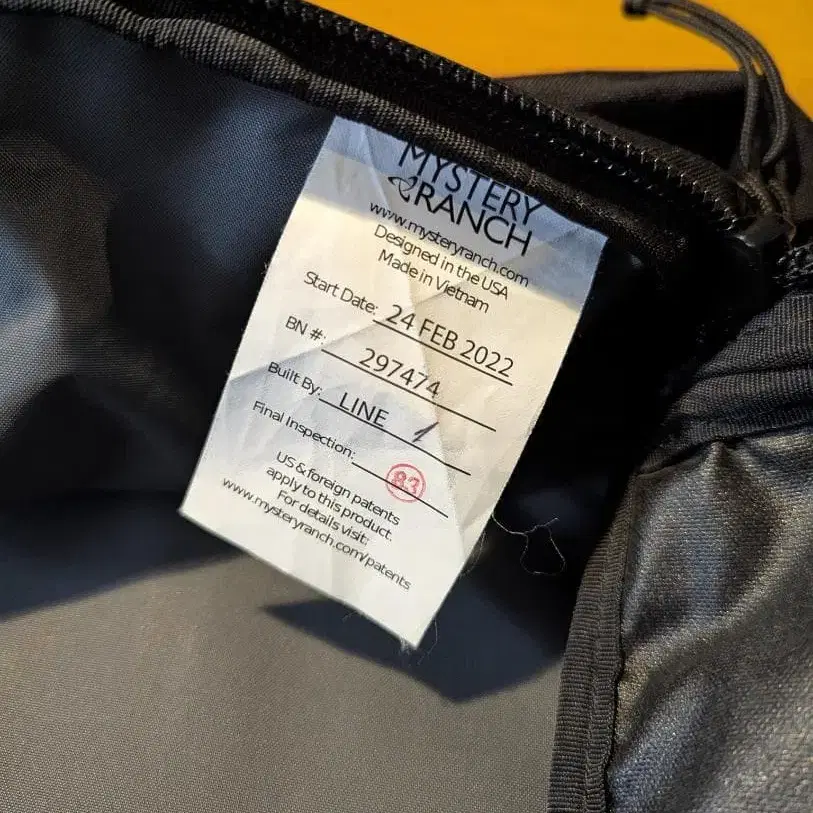 MYSTERY
RANCH
www.mysteryranch.com
Designed in the USA
Made in Vietnam
Start Date: 24 FEB 2022
BN #: 297474
Built By: LINE 1
Final Inspection: 83
US & foreign patents
apply to this product.
For details visit:
www.mysteryranch.com/patents